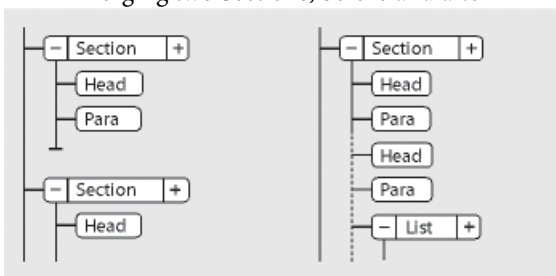 Section Section
Head Head
Para Para
Head
Section Para
Head List